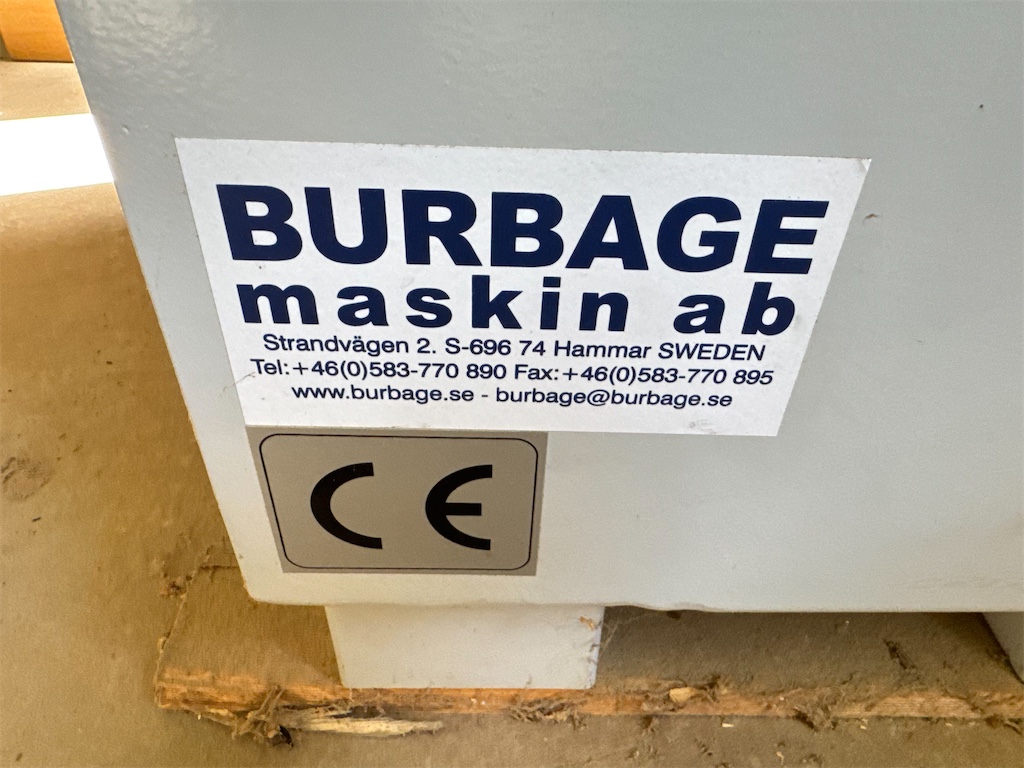 BURBAGE
maskin ab
Strandvägen 2. S-696 74 Hammar SWEDEN
Tel:+46(0)583-770 890 Fax:+46(0)583-770 895
www.burbage.se - burbage@burbage.se
CE